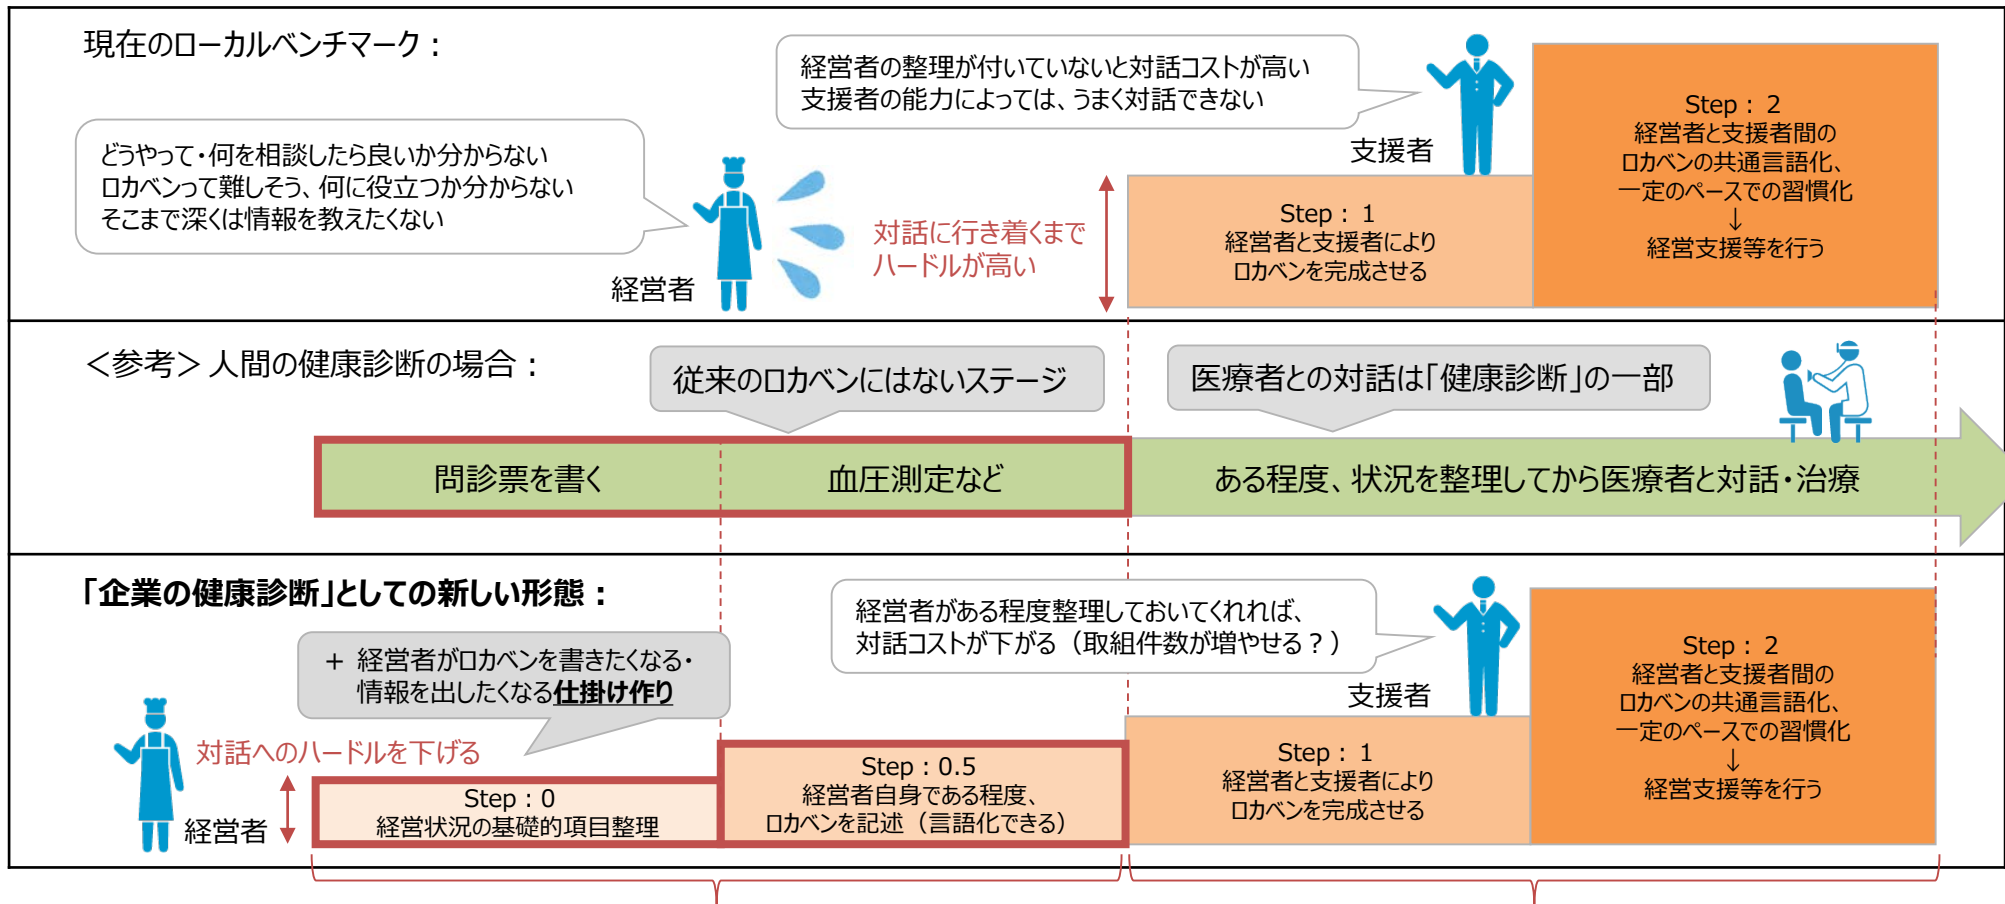 現在のローカルベンチマーク：
経営者の整理が付いていないと対話コストが高い
支援者の能力によっては、うまく対話できない
どうやって・何を相談したら良いか分からない
ロカベンって難しそう、何に役立つか分からない
そこまで深くは情報を教えたくない
経営者
対話に行き着くまで
ハードルが高い
支援者
Step： 1
経営者と支援者により
ロカベンを完成させる
Step： 2
経営者と支援者間の
ロカベンの共通言語化、
一定のペースでの習慣化
↓
経営支援等を行う
＜参考＞人間の健康診断の場合：
従来のロカベンにはないステージ
医療者との対話は「健康診断」の一部
問診票を書く
血圧測定など
ある程度、状況を整理してから医療者と対話・治療
「企業の健康診断」としての新しい形態：
＋ 経営者がロカベンを書きたくなる・
情報を出したくなる仕掛け作り
経営者がある程度整理しておいてくれれば、
対話コストが下がる（取組件数が増やせる？）
対話へのハードルを下げる
経営者
Step：0
経営状況の基礎的項目整理
Step：0.5
経営者自身である程度、
ロカベンを記述（言語化できる）
支援者
Step： 1
経営者と支援者により
ロカベンを完成させる
Step： 2
経営者と支援者間の
ロカベンの共通言語化、
一定のペースでの習慣化
↓
経営支援等を行う